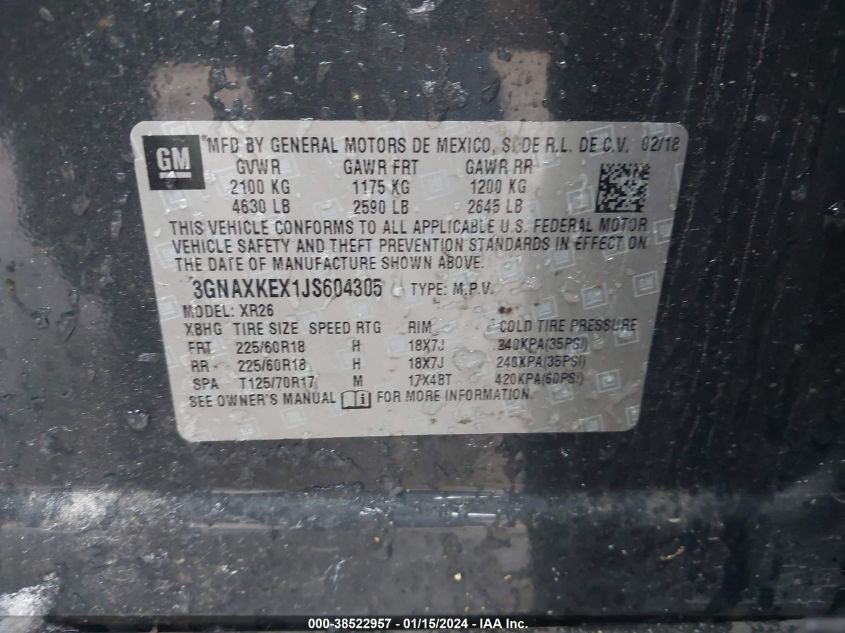 GM
*MFD BY GENERAL MOTORS DE MEXICO, S. DE R.L. DE C.V. 02/18
GVWR GAWR FRT GAWR RR
2100 KG 1175 KG 1200 KG
4630 LB 2590 LB 2645 LB
THIS VEHICLE CONFORMS TO ALL APPLICABLE U.S. FEDERAL MOTOR
VEHICLE SAFETY AND THEFT PREVENTION STANDARDS IN EFFECT ON
THE DATE OF MANUFACTURE SHOWN ABOVE.
3GNAXKEX1JS604305 TYPE: M.P.V.
MODEL: XR26
XBHG TIRE SIZE SPEED RTG RIM COLD TIRE PRESSURE
FRT 225/60R18 H 18X7J 240KPA(35PSI)
RR 225/60R18 H 18X7J 240KPA(35PSI)
SPA T125/70R17 M 17X4BT 420KPA(60PSI)
SEE OWNER'S MANUAL i FOR MORE INFORMATION.
000-38522957 - 01/15/2024 - IAA Inc.